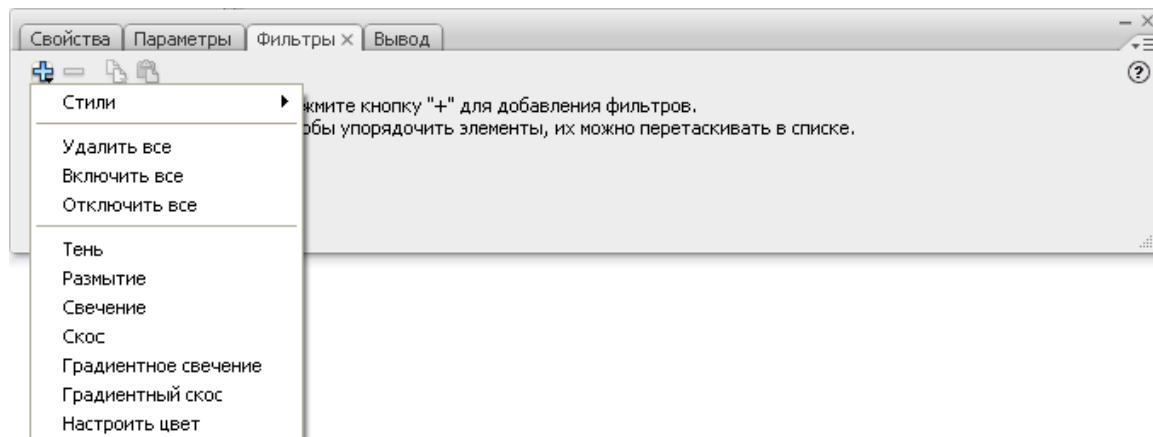 Свойства Параметры Фильтры Вывод
Стили
жмите кнопку "+" для добавления фильтров.
обы упорядочить элементы, их можно перетаскивать в списке.
Удалить все
Включить все
Отключить все
Тень
Размытие
Свечение
Скос
Градиентное свечение
Градиентный скос
Настроить цвет